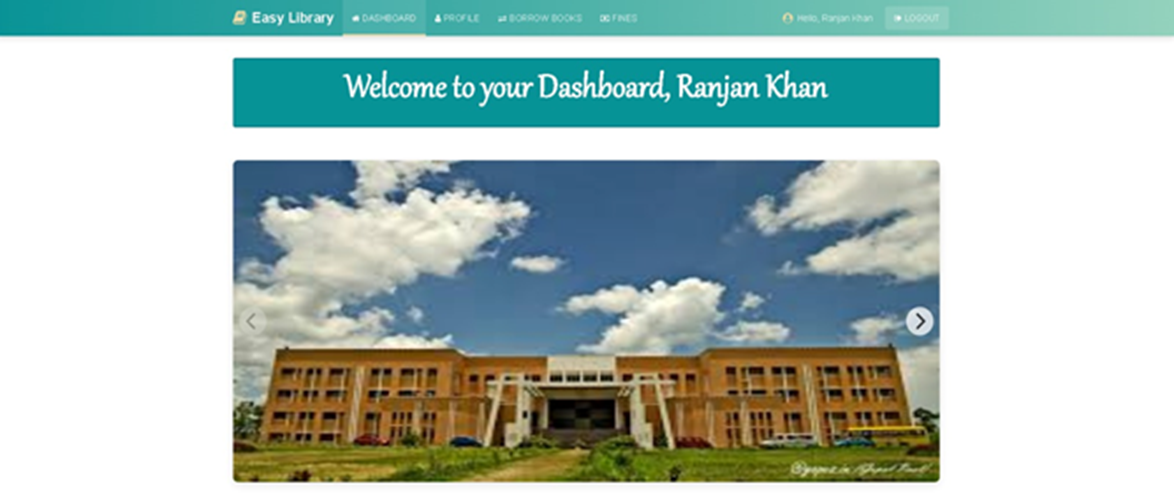 Easy Library DASHBOARD PROFILE BORROW BOOKS FINES Hello, Ranjan Khan LOGOUT
Welcome to your Dashboard, Ranjan Khan